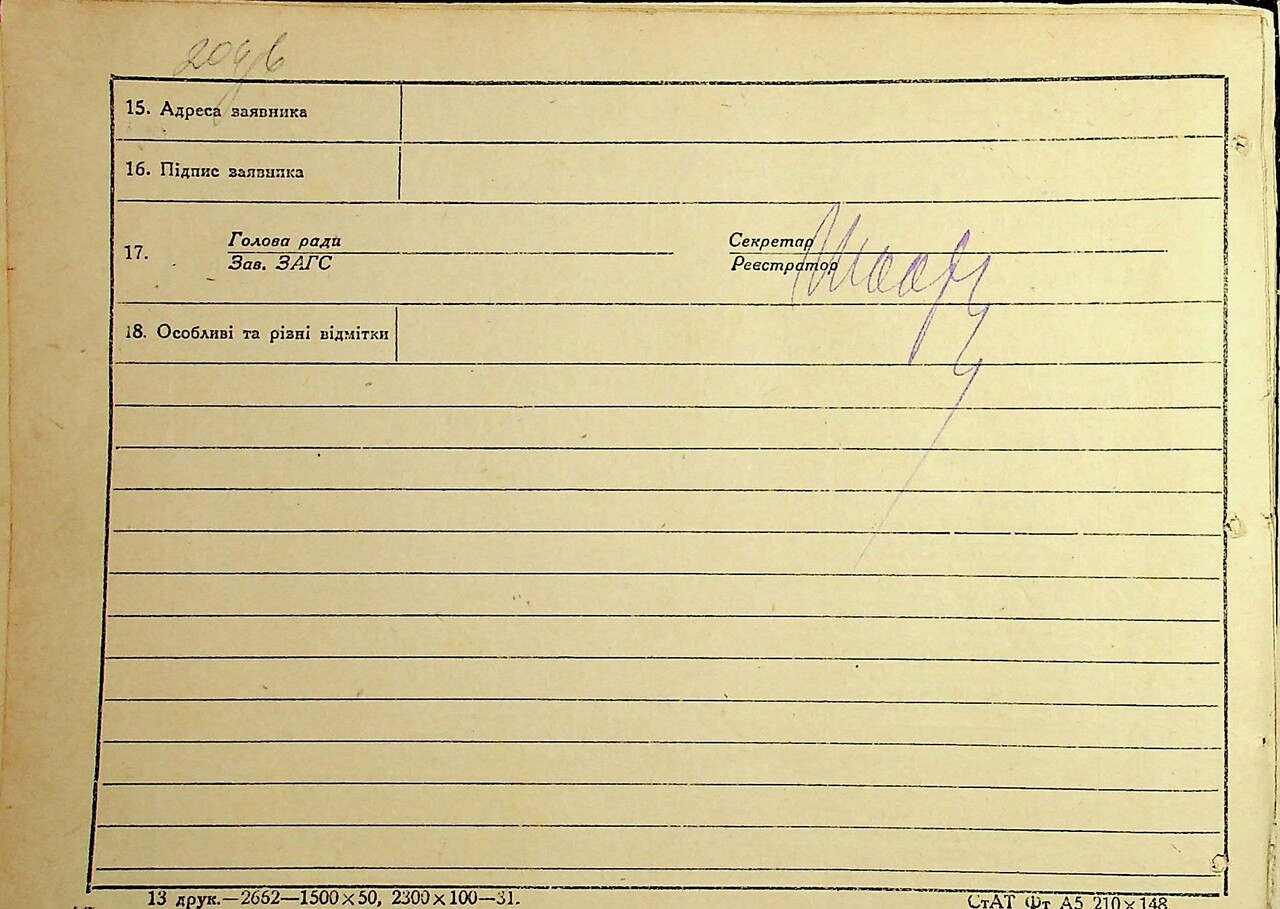 15. Адреса заявника
16. Підпис заявника
17. Голова ради Секретар
Зав. ЗАГС Реєстратор
18. Особливі та різні відмітки
13 друк.—2662—1500×50, 2300×100—31. СтАТ Фт А5 210×148